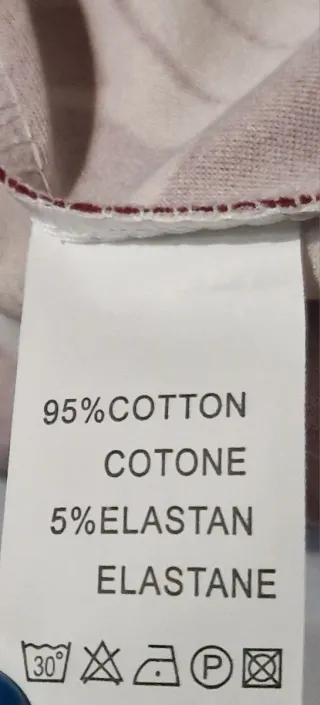 95%COTTON
COTONE
5%ELASTAN
ELASTANE
30° P